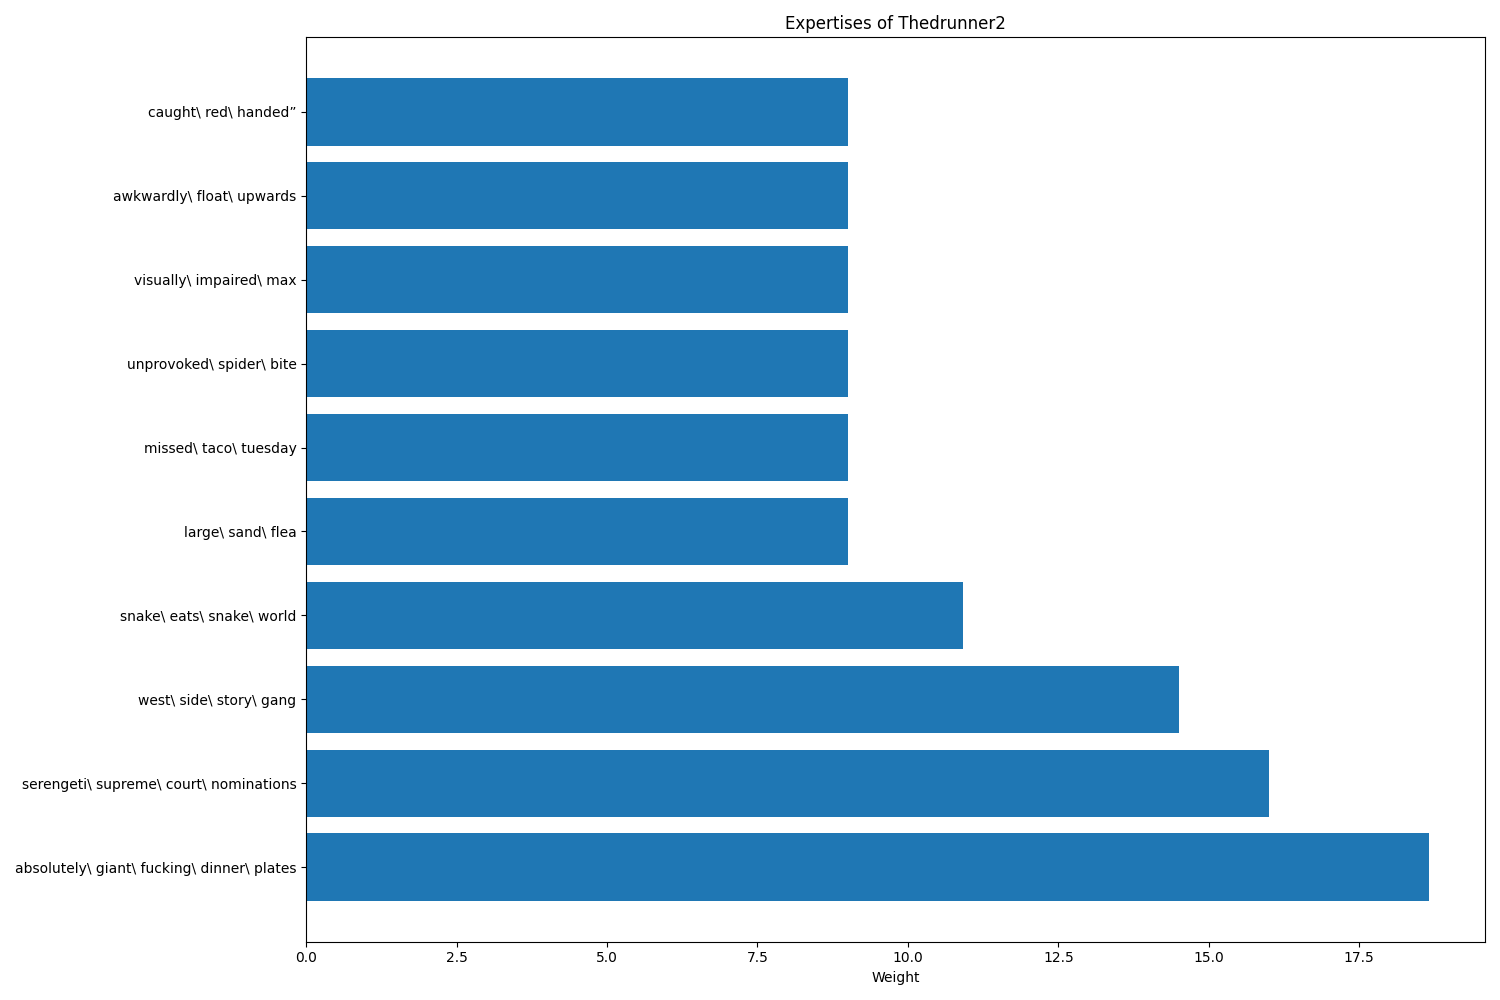 Expertises of Thedrunner2
caught\ red\ handed”
awkwardly\ float\ upwards
visually\ impaired\ max
unprovoked\ spider\ bite
missed\ taco\ tuesday
large\ sand\ flea
snake\ eats\ snake\ world
west\ side\ story\ gang
serengeti\ supreme\ court\ nominations
absolutely\ giant\ fucking\ dinner\ plates
0.0 2.5 5.0 7.5 10.0 12.5 15.0 17.5
Weight